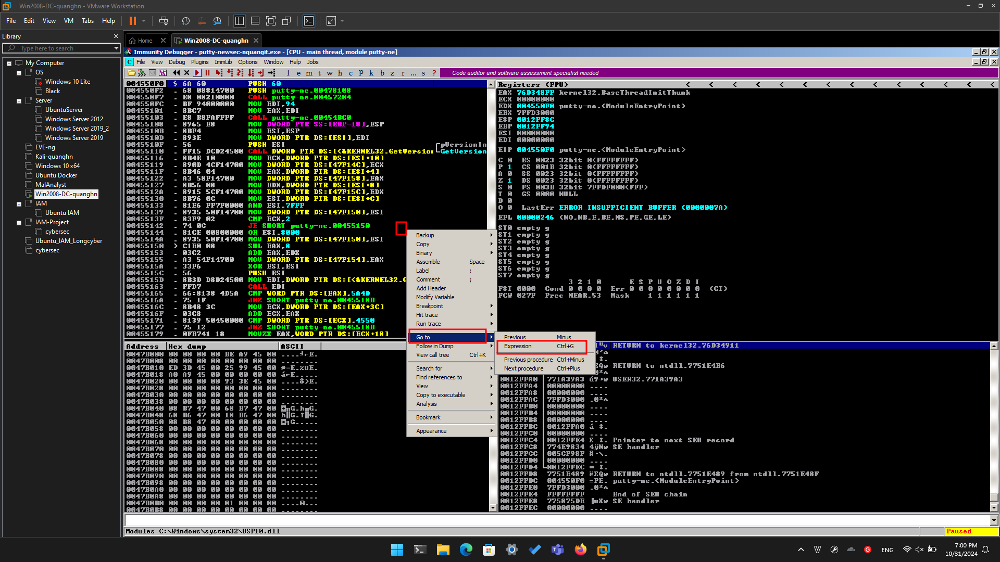 Win2008-DC-quanghn - VMware Workstation
File Edit View VM Tabs Help
Library
Type here to search
My Computer
OS
Windows 10 Lite
Black
Server
UbuntuServer
Windows Server 2012
Windows Server 2019_2
Windows Server 2019
EVE-ng
Kali-quanghn
Windows 10 x64
Ubuntu Docker
MalAnalyst
Win2008-DC-quanghn
IAM
Ubuntu IAM
IAM-Project
cybersec
Ubuntu_IAM_Longcyber
cybersec
Home Win2008-DC-quanghn
Immunity Debugger - putty-newsec-nquangit.exe - [CPU - main thread, module putty-ne]
C File View Debug Plugins ImmLib Options Window Help Jobs
l e m t w h c P k b z r ... s ? Code auditor and software assessment specialist needed
004550F0 $ 6A 60 PUSH 60
004550F2 . 68 08814700 PUSH putty-ne.00478108
004550F7 . E8 08210000 CALL putty-ne.00457204
004550FC . BF 94000000 MOV EDI,94
00455101 . 8BC7 MOV EAX,EDI
00455103 . E8 B8FAFFFF CALL putty-ne.00454BC0
00455108 . 8965 E8 MOV DWORD PTR SS:[EBP-18],ESP
0045510B . 8BF4 MOV ESI,ESP
0045510D . 893E MOV DWORD PTR DS:[ESI],EDI
0045510F . 56 PUSH ESI pVersionIn
00455110 . FF15 DCD24500 CALL DWORD PTR DS:[<&KERNEL32.GetVersion GetVersion
00455116 . 8B4E 10 MOV ECX,DWORD PTR DS:[ESI+10]
00455119 . 890D 4CF14700 MOV DWORD PTR DS:[47F14C],ECX
0045511F . 8B46 04 MOV EAX,DWORD PTR DS:[ESI+4]
00455122 . A3 58F14700 MOV DWORD PTR DS:[47F158],EAX
00455127 . 8B56 08 MOV EDX,DWORD PTR DS:[ESI+8]
0045512A . 8915 5CF14700 MOV DWORD PTR DS:[47F15C],EDX
00455130 . 8B76 0C MOV ESI,DWORD PTR DS:[ESI+C]
00455133 . 81E6 FF7F0000 AND ESI,7FFF
00455139 . 8935 50F14700 MOV DWORD PTR DS:[47F150],ESI
0045513F . 83F9 02 CMP ECX,2
00455142 . 74 0C JE SHORT putty-ne.00455150
00455144 . 81CE 00800000 OR ESI,8000
0045514A . 8935 50F14700 MOV DWORD PTR DS:[47F150],ESI
00455150 > C1E0 08 SHL EAX,8
00455153 . 03C2 ADD EAX,EDX
00455155 . A3 54F14700 MOV DWORD PTR DS:[47F154],EAX
0045515A . 33F6 XOR ESI,ESI
0045515C . 56 PUSH ESI
0045515D . 8B3D D8D24500 MOV EDI,DWORD PTR DS:[<&KERNEL32.G
00455163 . FFD7 CALL EDI
00455165 . 66:8138 4D5A CMP WORD PTR DS:[EAX],5A4D
0045516A . 75 1F JNZ SHORT putty-ne.0045518B
0045516C . 8B48 3C MOV ECX,DWORD PTR DS:[EAX+3C]
0045516F . 03C8 ADD ECX,EAX
00455171 . 8139 50450000 CMP DWORD PTR DS:[ECX],4550
00455177 . 75 12 JNZ SHORT putty-ne.0045518B
00455179 . 0FB741 18 MOVZX EAX,WORD PTR DS:[ECX+18]
Registers (FPU) < < < < < < < < < < < < < <
EAX 76D348FF kernel32.BaseThreadInitThunk
ECX 00000000
EDX 004550F0 putty-ne.<ModuleEntryPoint>
EBX 7FFD3000
ESP 0012FF8C
EBP 0012FF94
ESI 00000000
EDI 00000000
EIP 004550F0 putty-ne.<ModuleEntryPoint>
C 0 ES 0023 32bit 0(FFFFFFFF)
P 1 CS 001B 32bit 0(FFFFFFFF)
A 0 SS 0023 32bit 0(FFFFFFFF)
Z 1 DS 0023 32bit 0(FFFFFFFF)
S 0 FS 003B 32bit 7FFDF000(FFF)
T 0 GS 0000 NULL
D 0
O 0 LastErr ERROR_INSUFFICIENT_BUFFER (0000007A)
EFL 00000246 (NO,NB,E,BE,NS,PE,GE,LE)
ST0 empty g
ST1 empty g
ST2 empty g
ST3 empty g
ST4 empty g
ST5 empty g
ST6 empty g
ST7 empty g
3 2 1 0 E S P U O Z D I
FST 0000 Cond 0 0 0 0 Err 0 0 0 0 0 0 0 0 (GT)
FCW 027F Prec NEAR,53 Mask 1 1 1 1 1 1
Backup
Copy
Binary
Assemble Space
Label :
Comment ;
Add Header
Modify Variable
Breakpoint
Hit trace
Run trace
Go to
Follow in Dump
View call tree Ctrl+K
Search for
Find references to
View
Copy to executable
Analysis
Bookmark
Appearance
Previous Minus
Expression Ctrl+G
Previous procedure Ctrl+Minus
Next procedure Ctrl+Plus
Address Hex dump ASCII
0047B000 00 00 00 00 BE A9 45 00
0047B010 ED 3D 45 00 25 99 45 00
0047B018 A0 A9 45 00 00 00 00 00
0047B020 00 00 00 00 93 3E 45 00
0047B028 00 00 00 00 00 00 00 00
0047B030 00 00 00 00 00 00 00 00
0047B038 00 00 00 00 00 00 00 00
0047B040 08 B7 47 00 68 B7 47 00
0047B048 68 B6 47 00 18 B6 47 00
0047B050 08 B8 47 00 00 00 00 00
0047B058 00 00 00 00 00 00 00 00
0047B060 00 00 00 00 00 00 00 00
0047B068 00 00 00 00 00 00 00 00
0047B070 00 00 00 00 00 00 00 00
0047B078 00 00 00 00 00 00 00 00
0047B080 00 00 00 00 00 00 00 00
0047B088 00 00 00 00 00 00 00 00
0047B090 00 00 00 00 00 00 00 00
0047B098 00 00 00 00 00 00 00 00
0047B0A0 00 00 00 00 00 00 00 00
0047B0A8 00 00 00 00 00 00 00 00
0047B0B0 00 00 00 00 01 00 00 00
0047B0B8 00 00 00 00 00 00 00 00
RETURN to kernel32.76D34911
RETURN to ntdll.7751E4B6
0012FFA0 771A39A3 USER32.771A39A3
0012FFA4 00000000 ....
0012FFA8 00000000 ....
0012FFAC 7FFD3000
0012FFB0 00000000 ....
0012FFB4 00000000 ....
0012FFB8 00000000 ....
0012FFBC 0012FFA0
0012FFC0 00000000 ....
0012FFC4 0012FFE4 Pointer to next SEH record
0012FFC8 774E9834 SE handler
0012FFCC 005CF98F
0012FFD0 00000000 ....
0012FFD4 0012FFEC
0012FFD8 7751E489 RETURN to ntdll.7751E489 from ntdll.7751E48F
0012FFDC 004550F0 putty-ne.<ModuleEntryPoint>
0012FFE0 7FFD3000
0012FFE4 FFFFFFFF End of SEH chain
0012FFE8 775875DE SE handler
0012FFEC 00000000 ....
Modules C:\Windows\system32\USP10.dll Paused
ENG 7:00 PM
10/31/2024